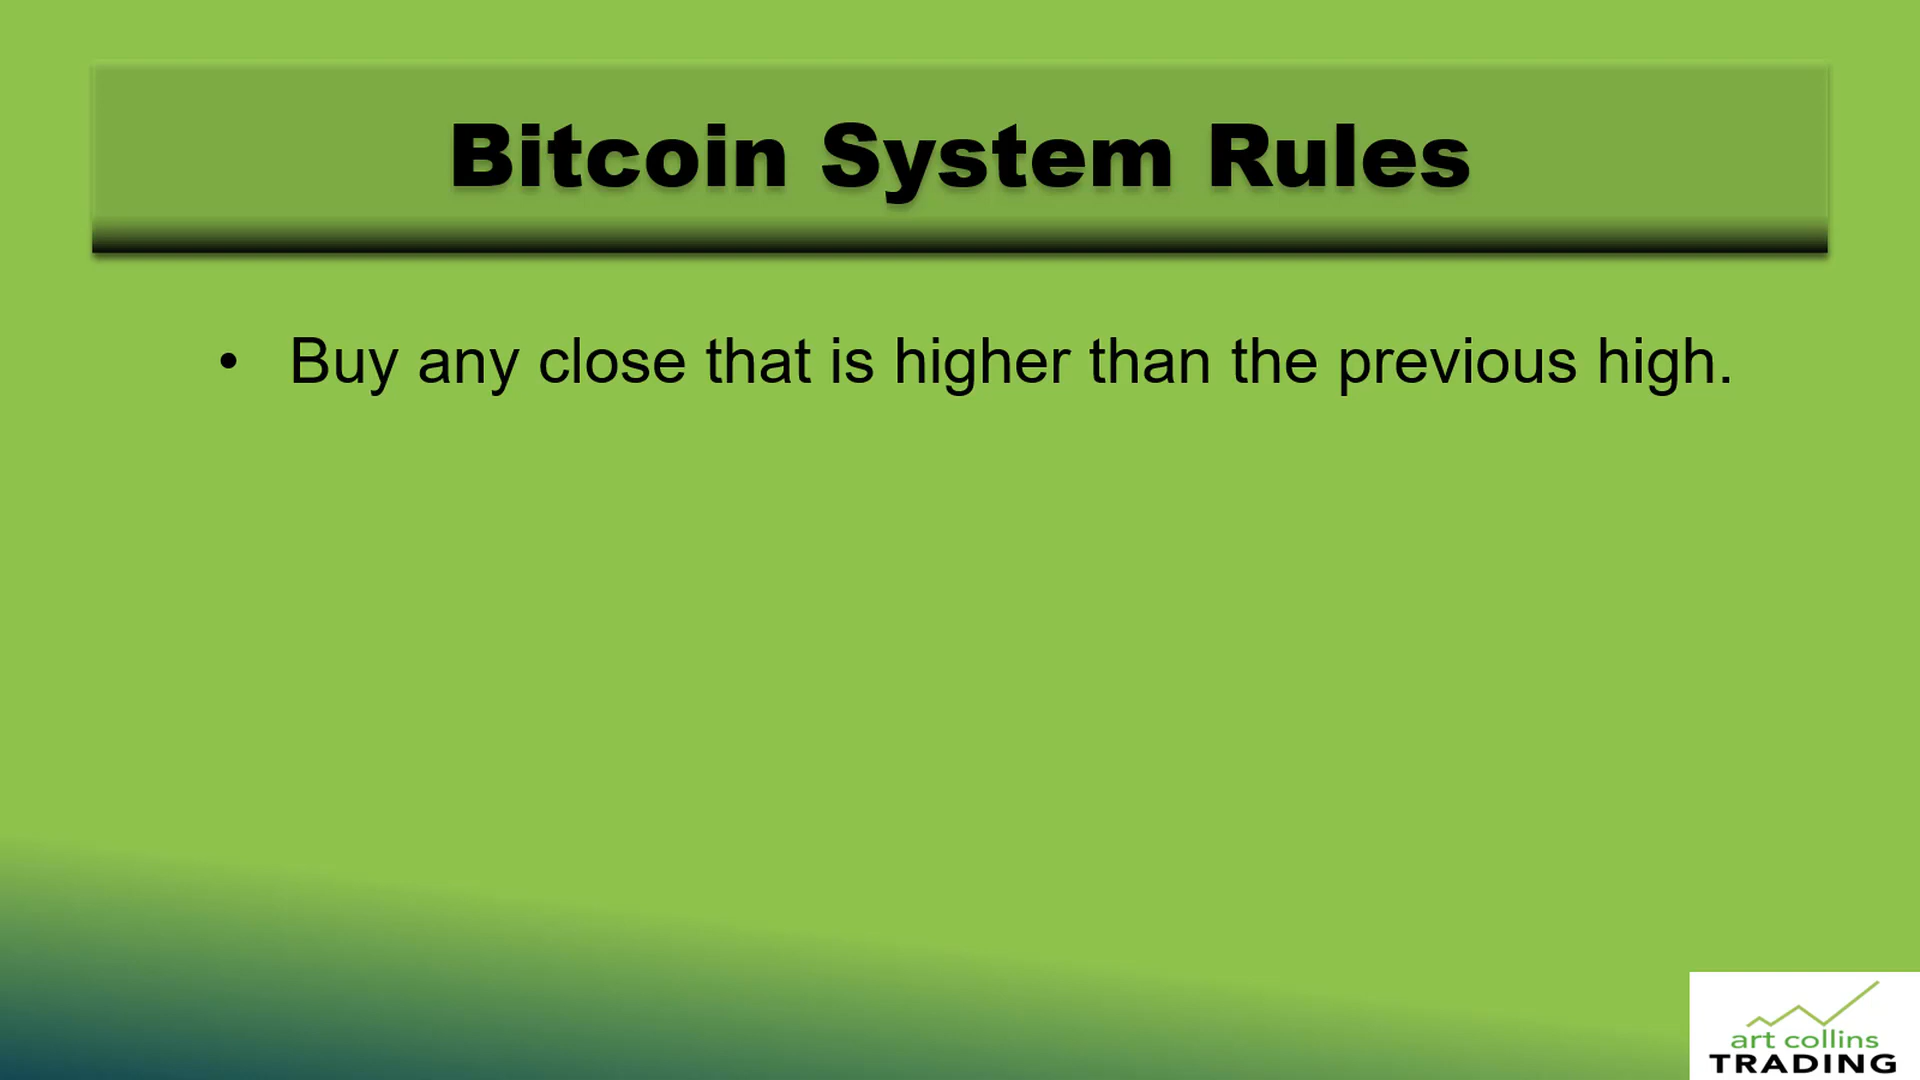 Bitcoin System Rules
• Buy any close that is higher than the previous high.
art collins
TRADING